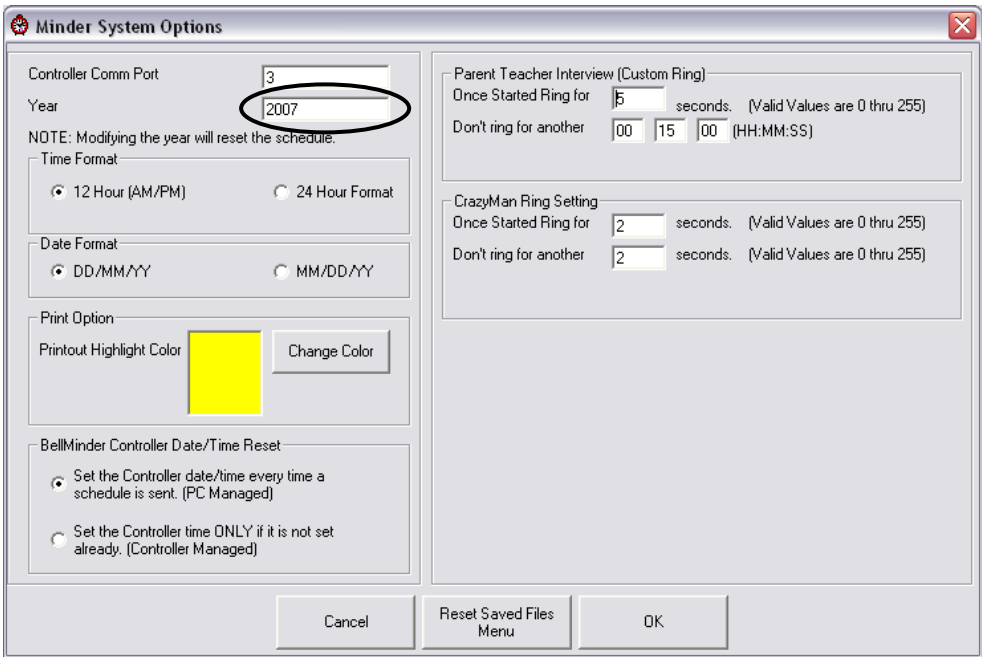 Minder System Options
Controller Comm Port 3
Year 2007
NOTE: Modifying the year will reset the schedule.
Time Format
12 Hour (AM/PM) 24 Hour Format
Date Format
DD/MM/YY MM/DD/YY
Print Option
Printout Highlight Color Change Color
BellMinder Controller Date/Time Reset
Set the Controller date/time every time a
schedule is sent. (PC Managed)
Set the Controller time ONLY if it is not set
already. (Controller Managed)
Parent Teacher Interview (Custom Ring)
Once Started Ring for 5 seconds. (Valid Values are 0 thru 255)
Don't ring for another 00 15 00 (HH:MM:SS)
CrazyMan Ring Setting
Once Started Ring for 2 seconds. (Valid Values are 0 thru 255)
Don't ring for another 2 seconds. (Valid Values are 0 thru 255)
Cancel
Reset Saved Files
Menu
OK